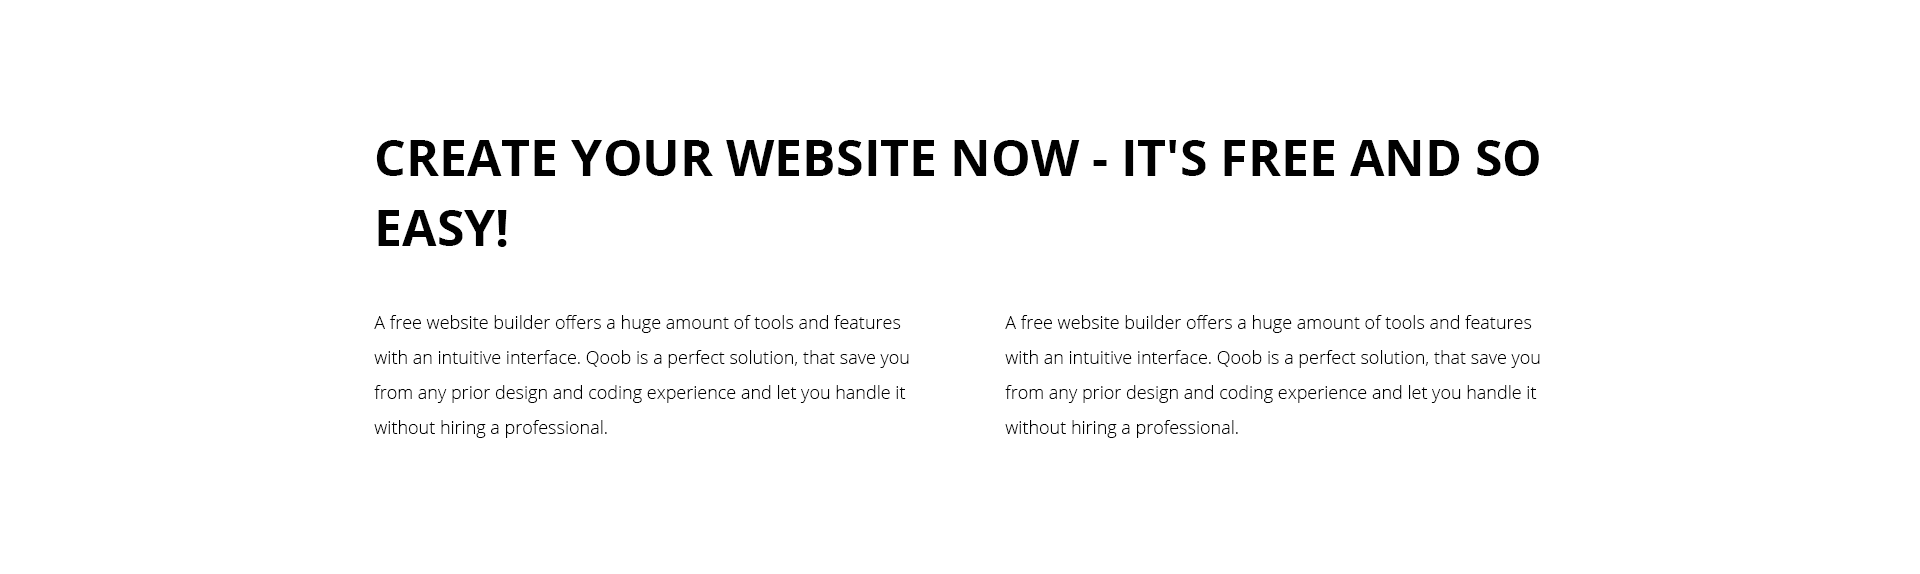 CREATE YOUR WEBSITE NOW - IT'S FREE AND SO
EASY!
A free website builder offers a huge amount of tools and features
with an intuitive interface. Qoob is a perfect solution, that save you
from any prior design and coding experience and let you handle it
without hiring a professional.
A free website builder offers a huge amount of tools and features
with an intuitive interface. Qoob is a perfect solution, that save you
from any prior design and coding experience and let you handle it
without hiring a professional.